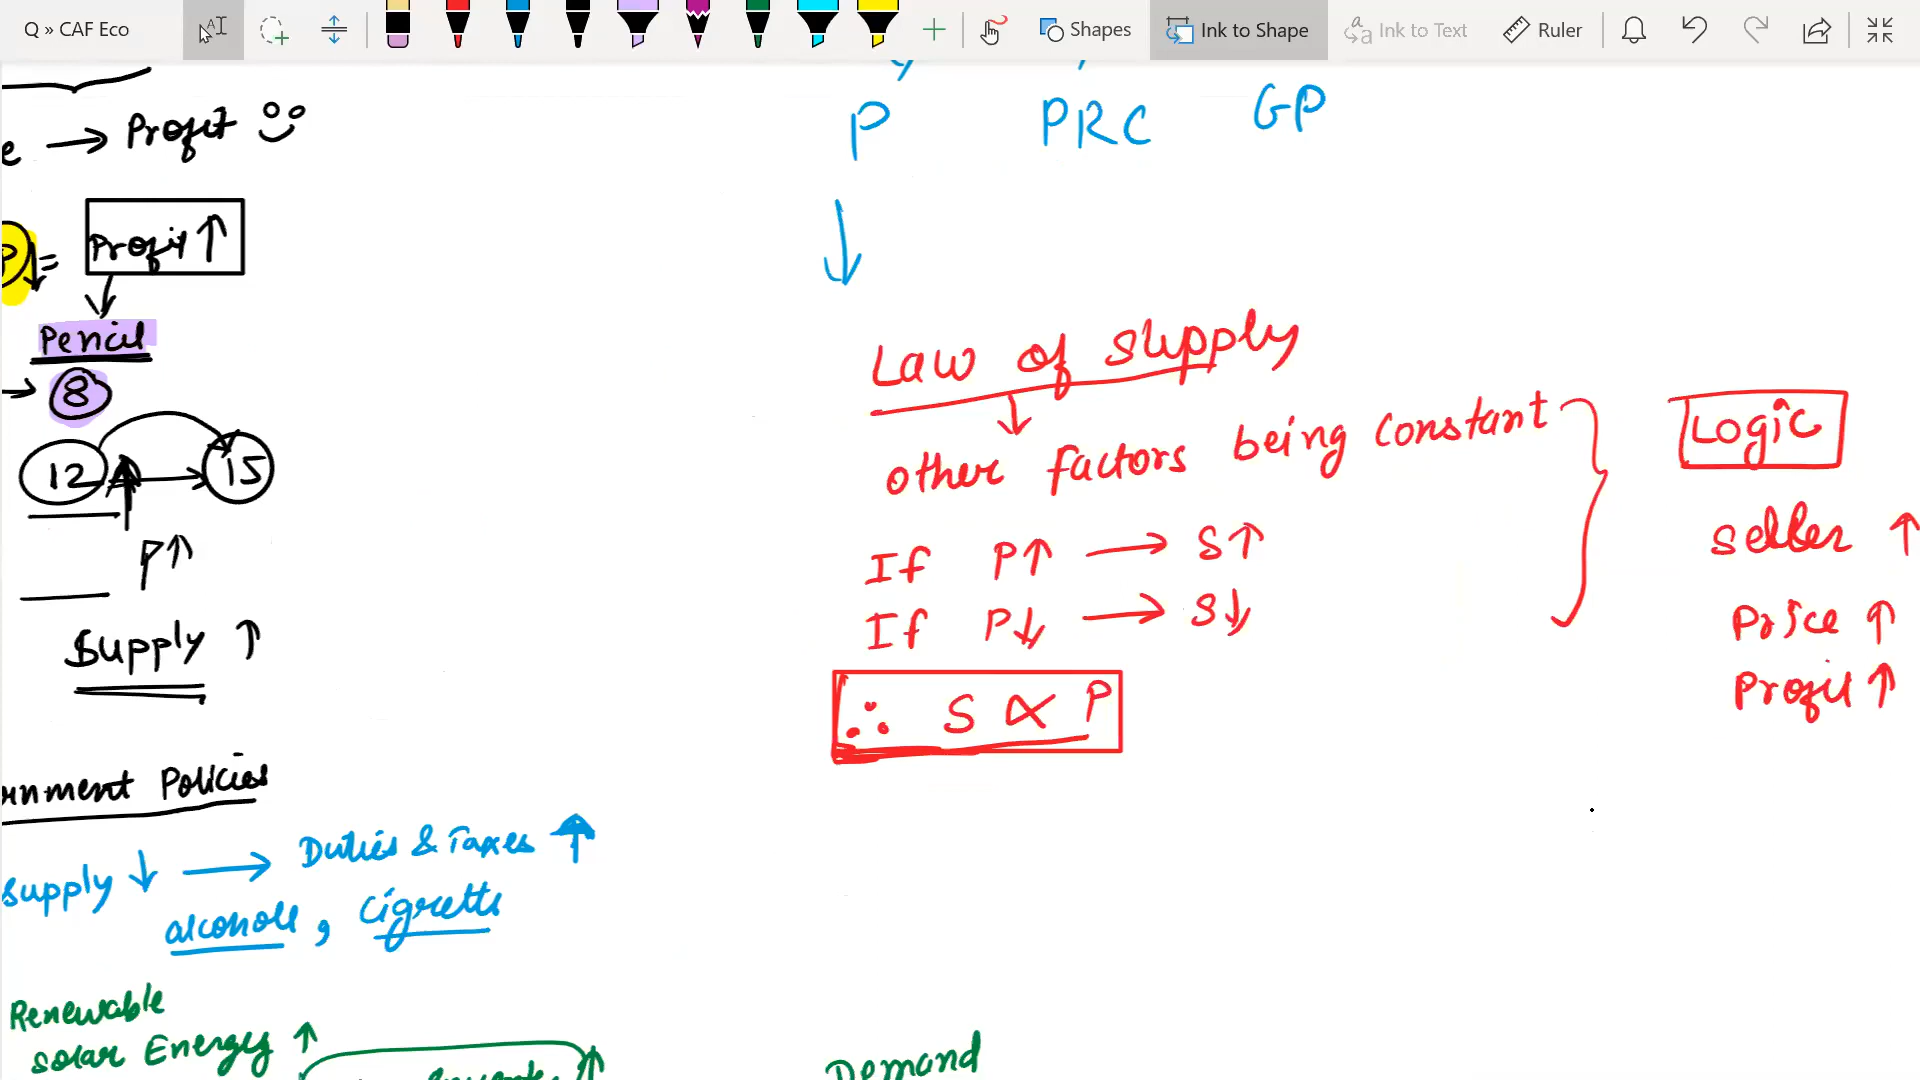 Q » CAF Eco
Shapes
Ink to Shape
Ink to Text
Ruler
e → Profit
P↓ =
Profit ↑
Pencil
→ 8
12 → 15
P↑
Supply ↑
ernment Policies
Supply ↓ → Duties & Taxes ↑
alcohole, Cigrette
Renewable
Solar Energy ↑
P PRC GP
Law of Supply
other factors being constant
If P↑ → S↑
If P↓ → S↓
∴ S ∝ P
Logic
Seller ↑
Price ↑
Profit ↑
Demand